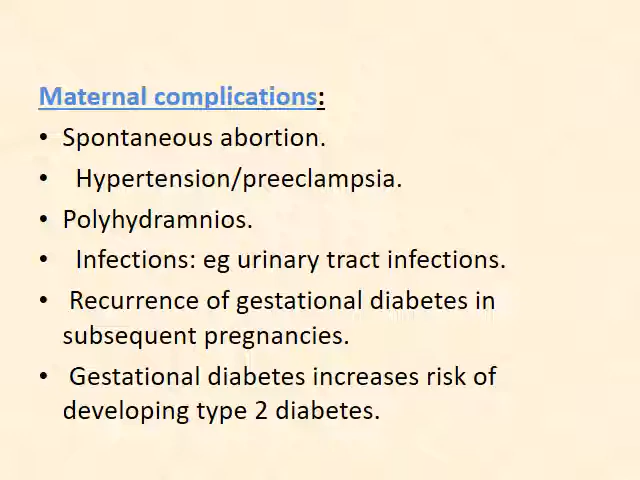 Maternal complications:
• Spontaneous abortion.
• Hypertension/preeclampsia.
• Polyhydramnios.
• Infections: eg urinary tract infections.
• Recurrence of gestational diabetes in
subsequent pregnancies.
• Gestational diabetes increases risk of
developing type 2 diabetes.